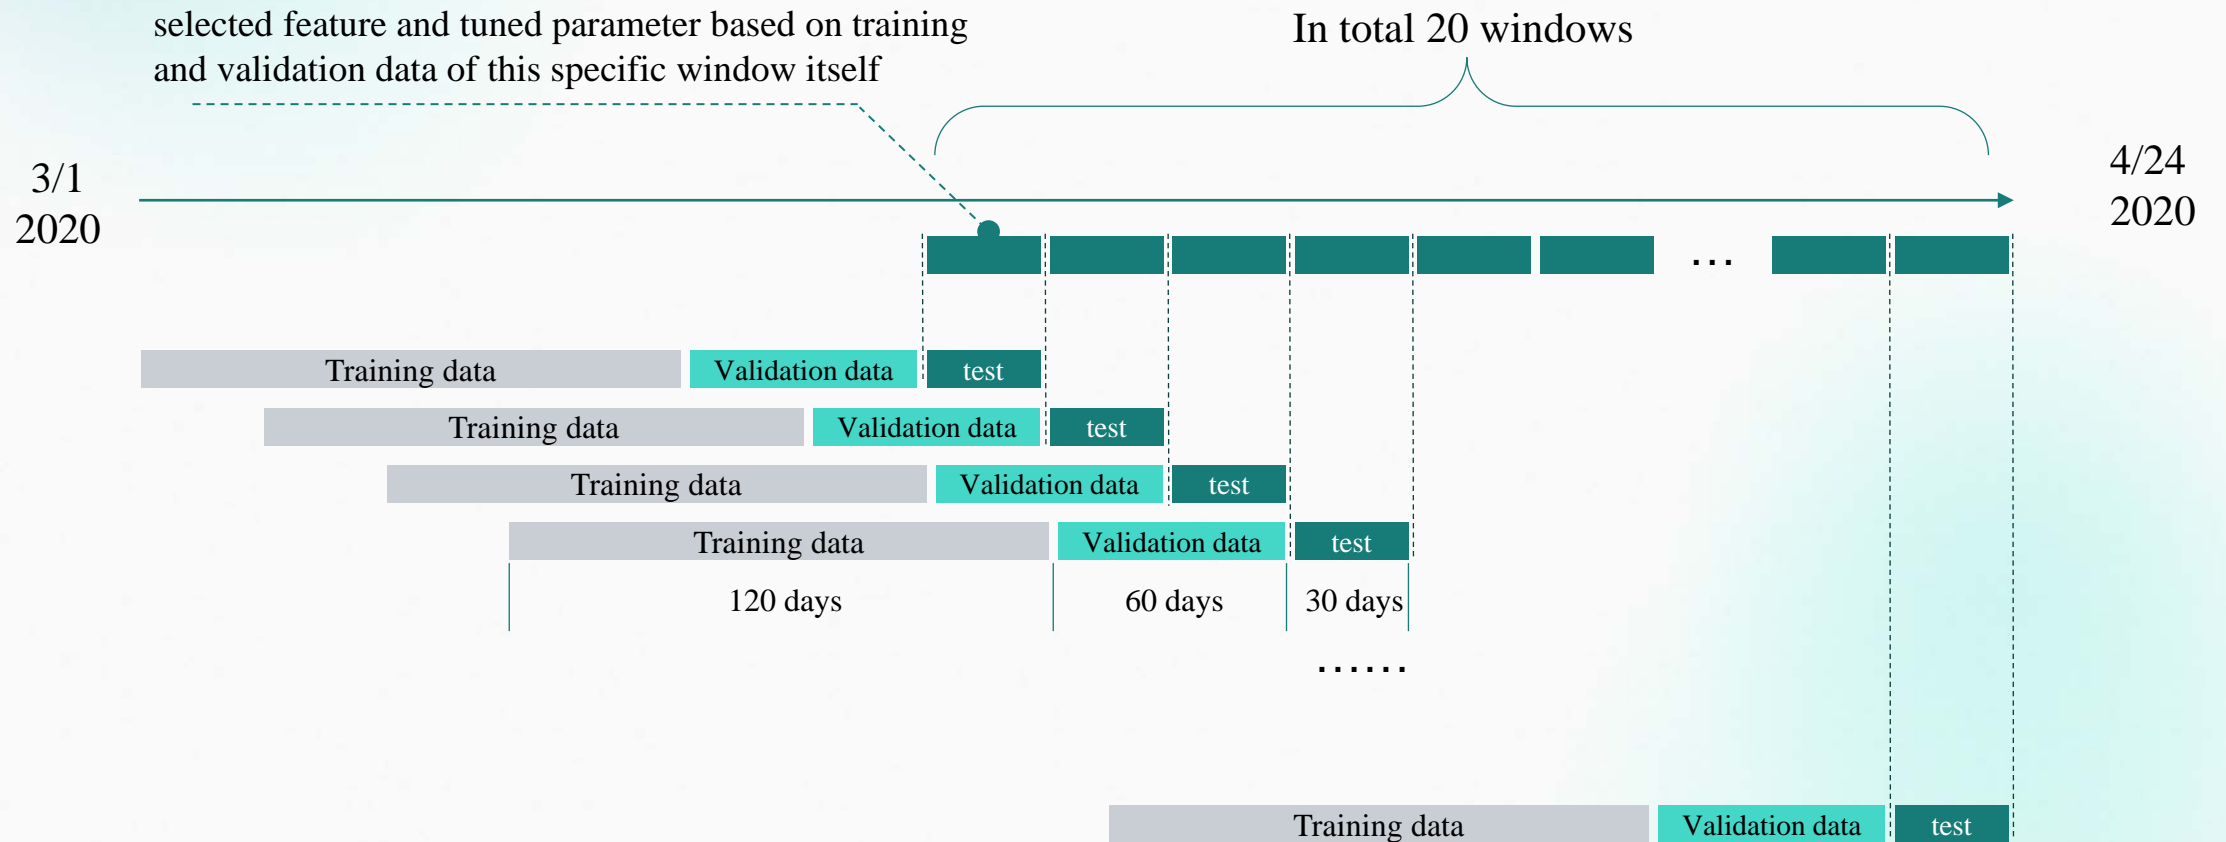 selected feature and tuned parameter based on training
and validation data of this specific window itself
In total 20 windows
3/1
2020
4/24
2020
...
Training data
Validation data
test
Training data
Validation data
test
Training data
Validation data
test
Training data
Validation data
test
120 days
60 days
30 days
......
Training data
Validation data
test